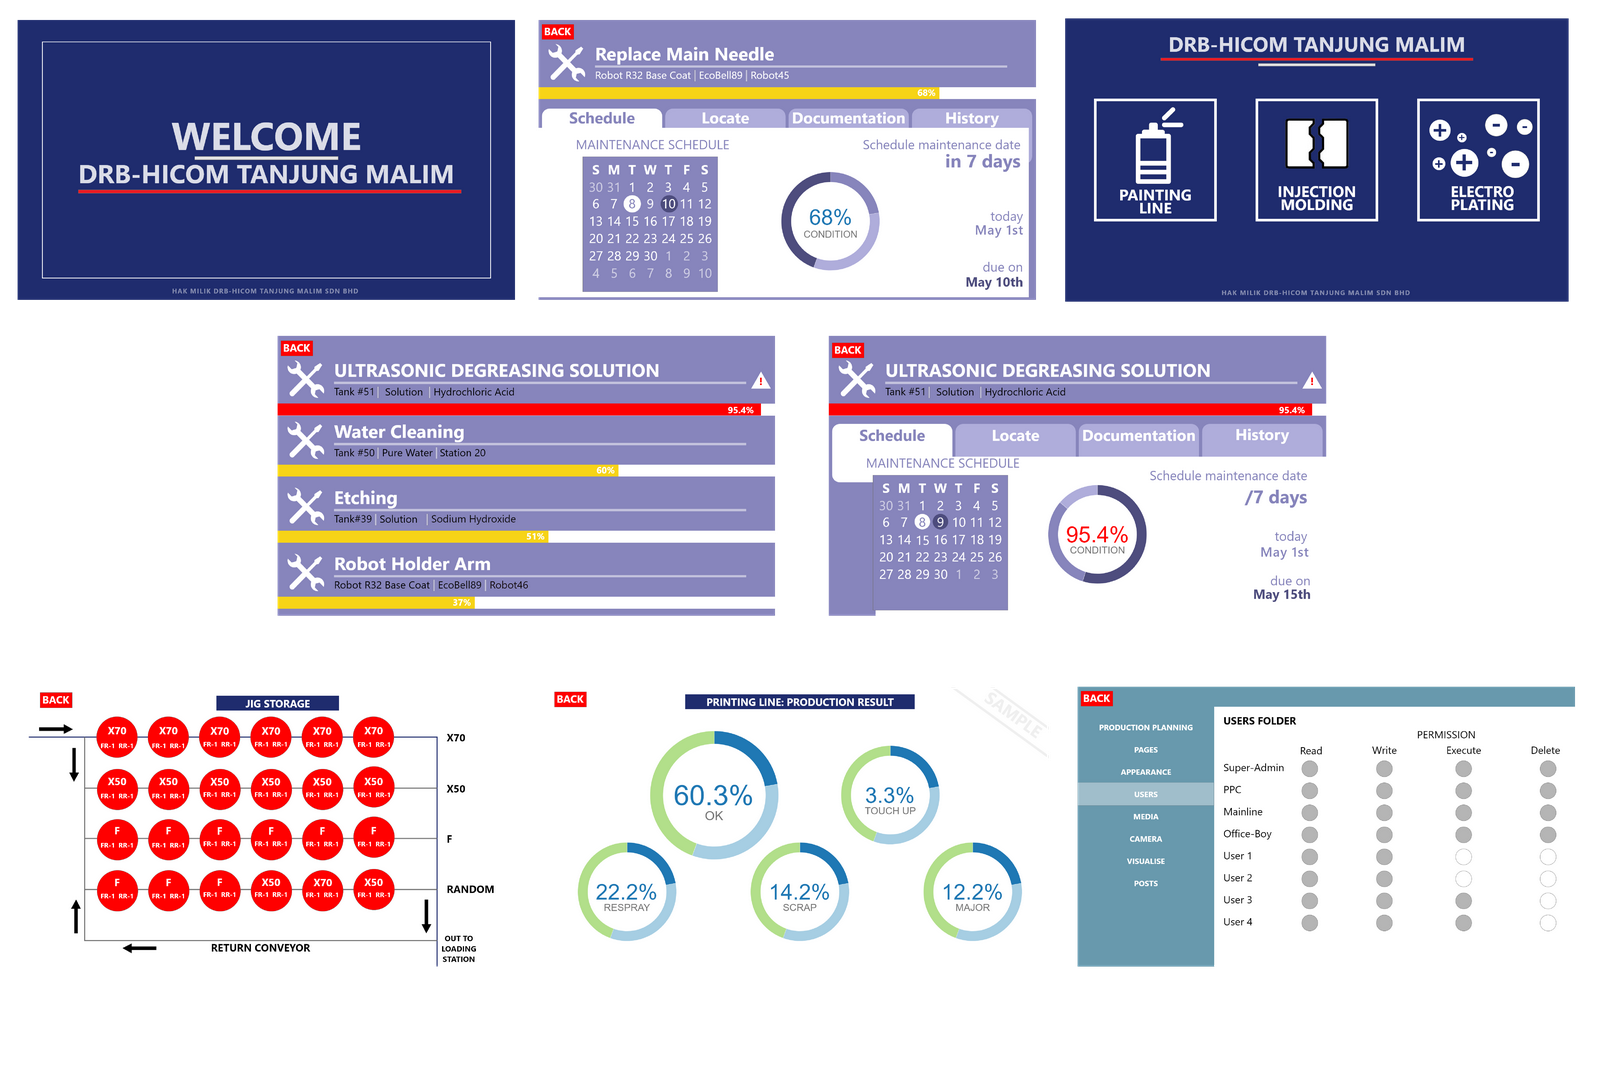 WELCOME
DRB-HICOM TANJUNG MALIM
HAK MILIK DRB-HICOM TANJUNG MALIM SDN BHD
BACK
Replace Main Needle
Robot R32 Base Coat | EcoBell89 | Robot45
68%
Schedule Locate Documentation History
MAINTENANCE SCHEDULE
S M T W T F S
30 31 1 2 3 4 5
6 7 8 9 10 11 12
13 14 15 16 17 18 19
20 21 22 23 24 25 26
27 28 29 30 1 2 3
4 5 6 7 8 9 10
68%
CONDITION
Schedule maintenance date
in 7 days
today
May 1st
due on
May 10th
DRB-HICOM TANJUNG MALIM
PAINTING
LINE
INJECTION
MOLDING
ELECTRO
PLATING
HAK MILIK DRB-HICOM TANJUNG MALIM SDN BHD
BACK
ULTRASONIC DEGREASING SOLUTION
Tank #51 | Solution | Hydrochloric Acid
!
95.4%
Water Cleaning
Tank #50 | Pure Water | Station 20
60%
Etching
Tank#39 | Solution | Sodium Hydroxide
51%
Robot Holder Arm
Robot R32 Base Coat | EcoBell89 | Robot46
37%
BACK
ULTRASONIC DEGREASING SOLUTION
Tank #51 | Solution | Hydrochloric Acid
!
95.4%
Schedule Locate Documentation History
MAINTENANCE SCHEDULE
S M T W T F S
30 31 1 2 3 4 5
6 7 8 9 10 11 12
13 14 15 16 17 18 19
20 21 22 23 24 25 26
27 28 29 30 1 2 3
95.4%
CONDITION
Schedule maintenance date
/7 days
today
May 1st
due on
May 15th
BACK
JIG STORAGE
X70 X70 X70 X70 X70 X70 X70
FR-1 RR-1 FR-1 RR-1 FR-1 RR-1 FR-1 RR-1 FR-1 RR-1 FR-1 RR-1
X50 X50 X50 X50 X50 X50 X50
FR-1 RR-1 FR-1 RR-1 FR-1 RR-1 FR-1 RR-1 FR-1 RR-1 FR-1 RR-1
F F F F F F F
FR-1 RR-1 FR-1 RR-1 FR-1 RR-1 FR-1 RR-1 FR-1 RR-1 FR-1 RR-1
F F F X50 X70 X50 RANDOM
FR-1 RR-1 FR-1 RR-1 FR-1 RR-1 FR-1 RR-1 FR-1 RR-1 FR-1 RR-1
RETURN CONVEYOR
OUT TO
LOADING
STATION
BACK
PRINTING LINE: PRODUCTION RESULT
SAMPLE
60.3%
OK
3.3%
TOUCH UP
22.2%
RESPRAY
14.2%
SCRAP
12.2%
MAJOR
BACK
PRODUCTION PLANNING
PAGES
APPEARANCE
USERS
MEDIA
CAMERA
VISUALISE
POSTS
USERS FOLDER
PERMISSION
Read Write Execute Delete
Super-Admin
PPC
Mainline
Office-Boy
User 1
User 2
User 3
User 4